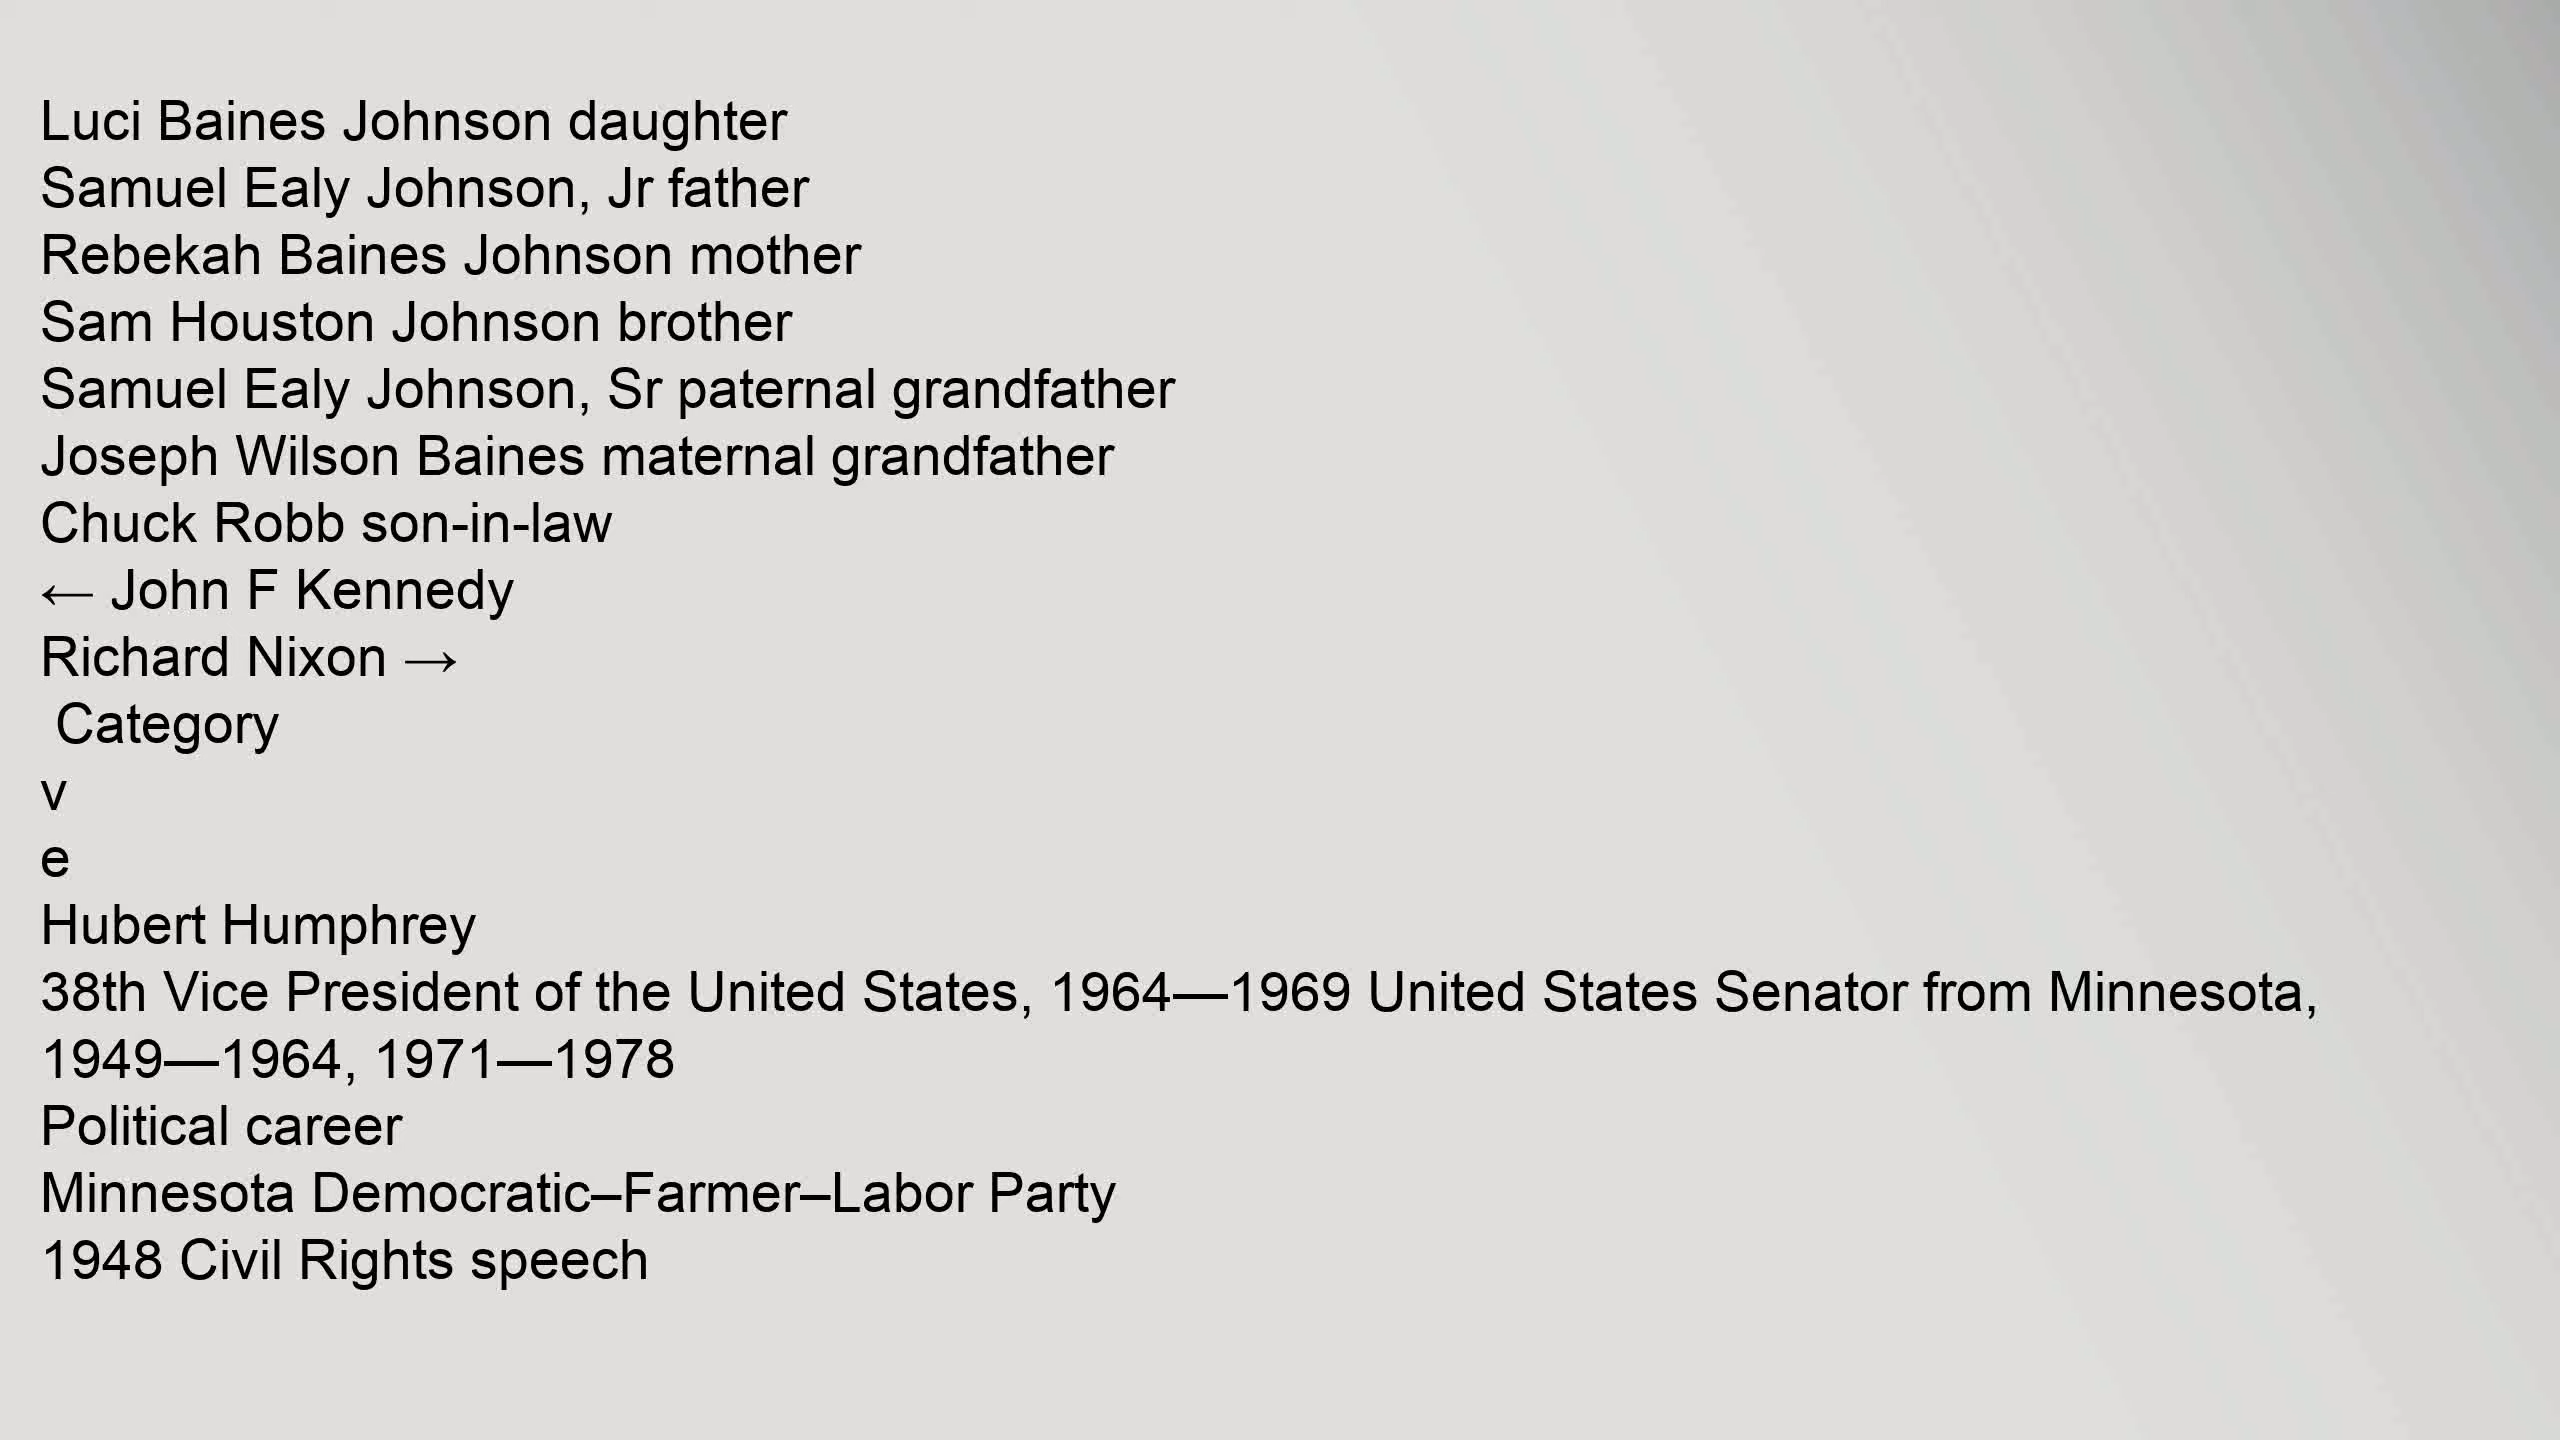 Luci Baines Johnson daughter
Samuel Ealy Johnson, Jr father
Rebekah Baines Johnson mother
Sam Houston Johnson brother
Samuel Ealy Johnson, Sr paternal grandfather
Joseph Wilson Baines maternal grandfather
Chuck Robb son-in-law
← John F Kennedy
Richard Nixon →
Category
v
e
Hubert Humphrey
38th Vice President of the United States, 1964—1969 United States Senator from Minnesota,
1949—1964, 1971—1978
Political career
Minnesota Democratic–Farmer–Labor Party
1948 Civil Rights speech